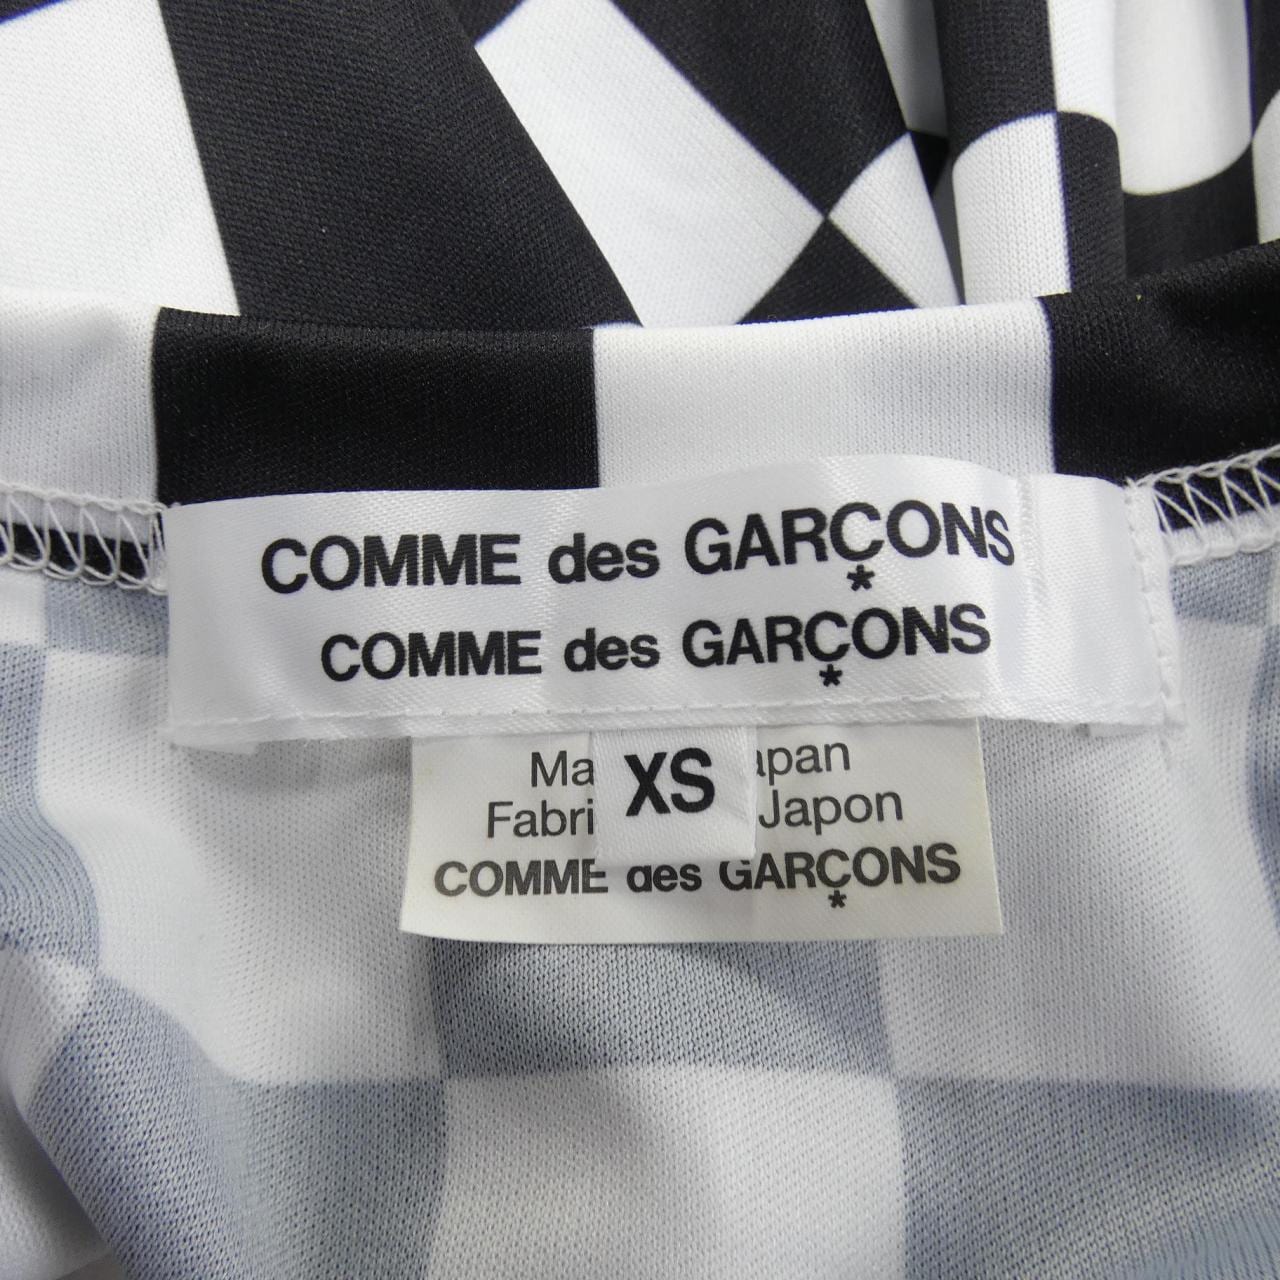 COMME des GARÇONS
COMME des GARÇONS
XS
Ma apan
Fabri Japon
COMME des GARÇONS